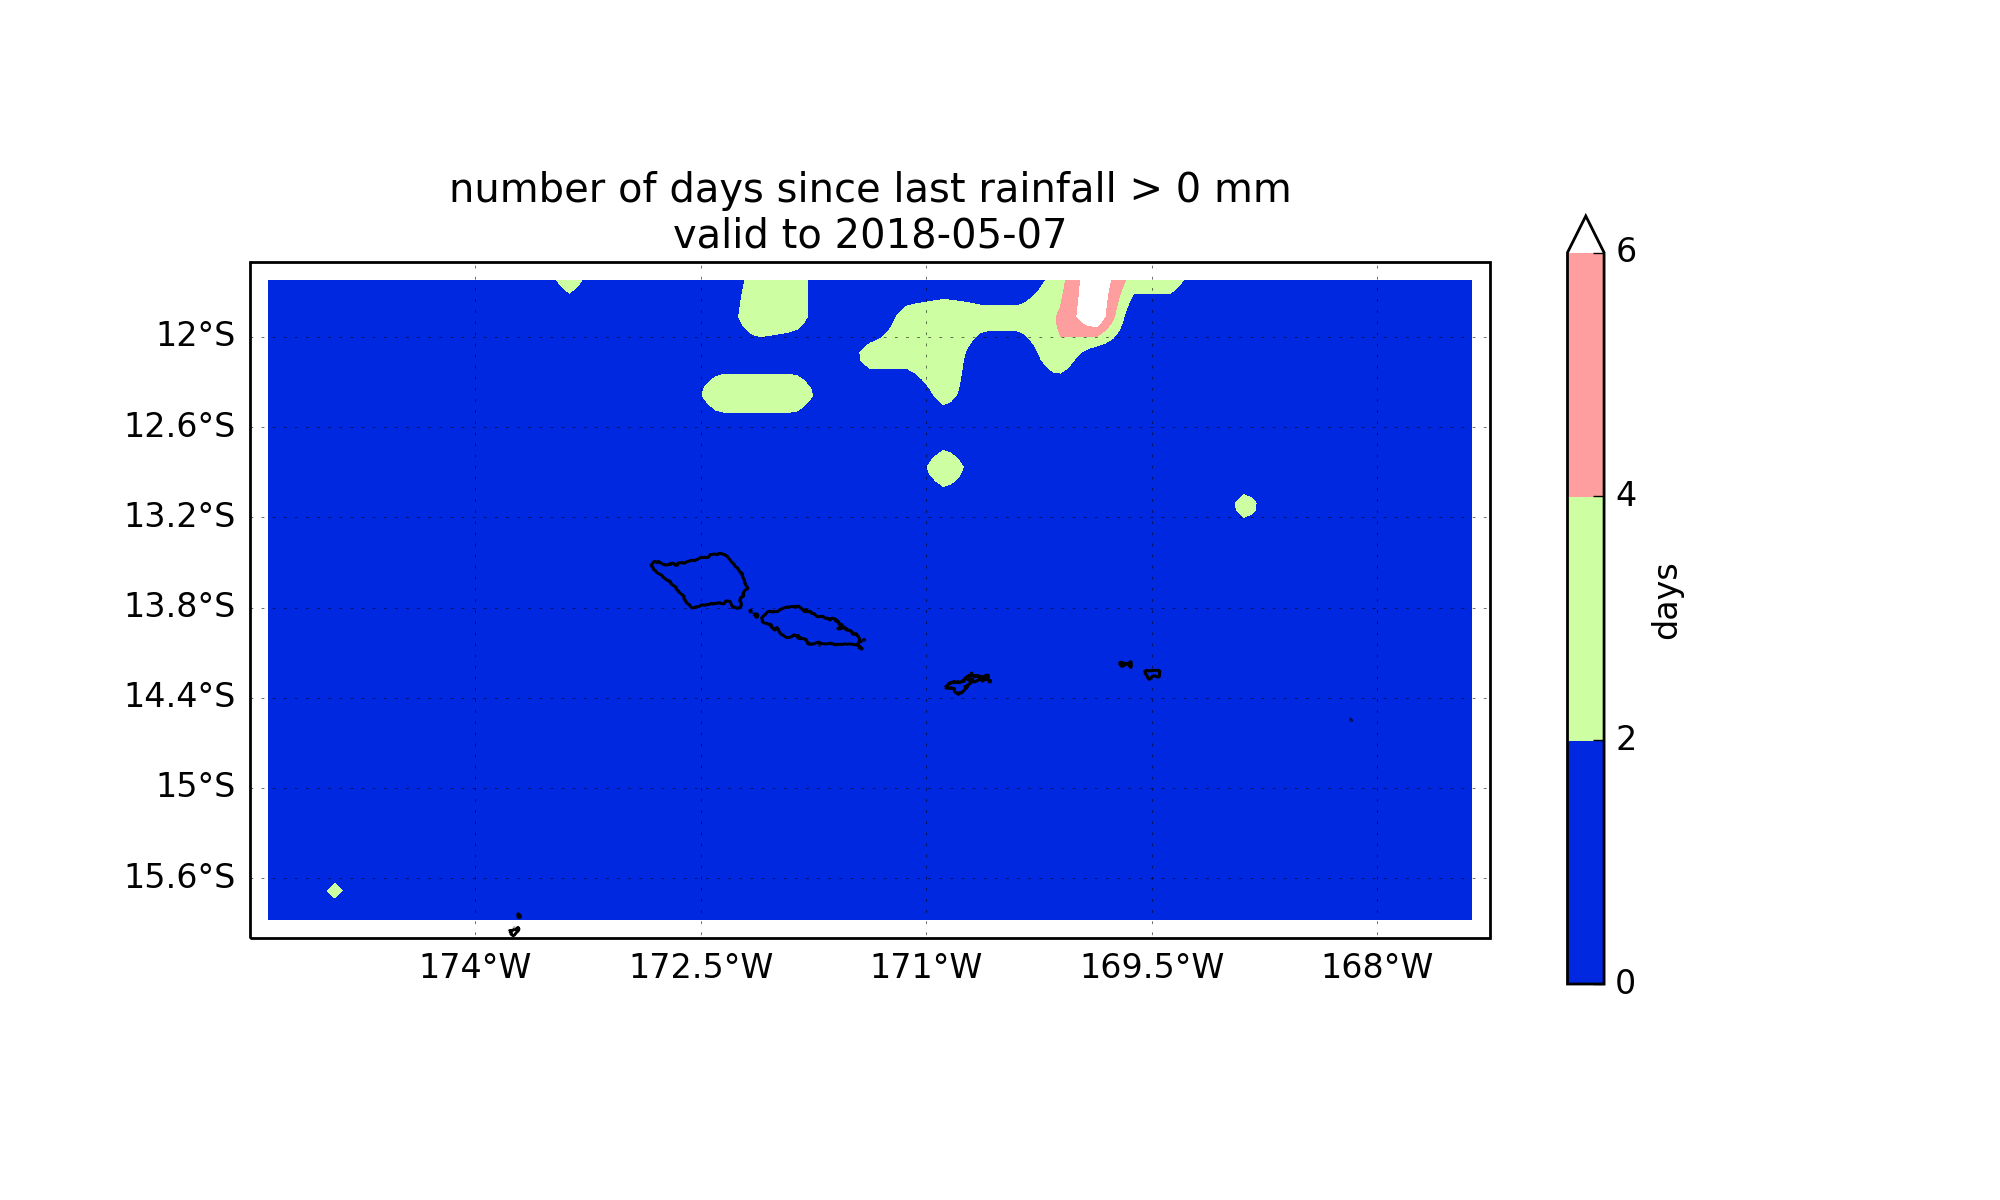 number of days since last rainfall > 0 mm
valid to 2018-05-07
12°S
12.6°S
13.2°S
13.8°S
14.4°S
15°S
15.6°S
174°W
172.5°W
171°W
169.5°W
168°W
6
4
2
0
days